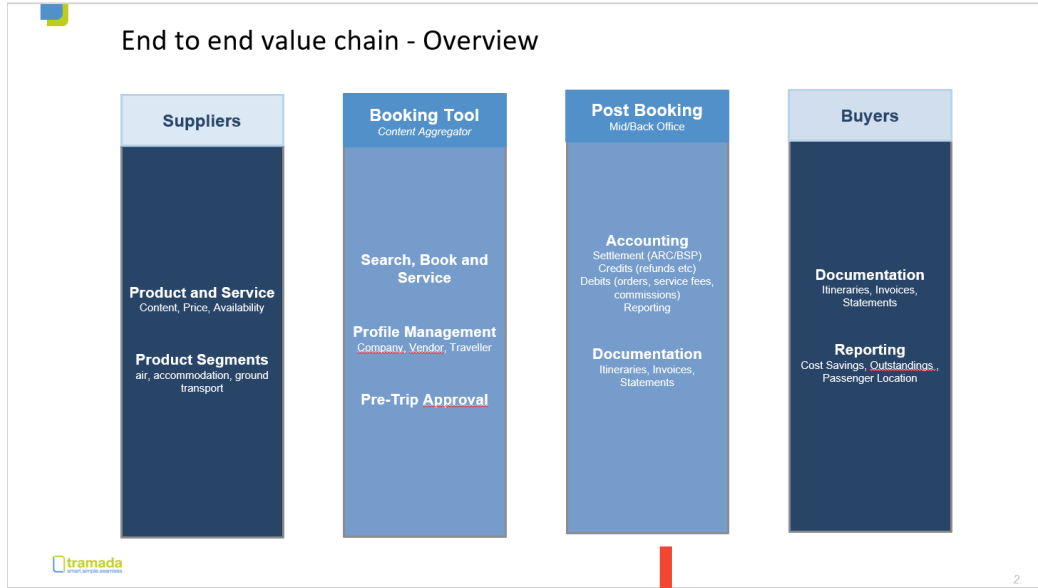 End to end value chain - Overview
Suppliers
Product and Service
Content, Price, Availability
Product Segments
air, accommodation, ground
transport
Booking Tool
Content Aggregator
Search, Book and
Service
Profile Management
Company, Vendor, Traveller
Pre-Trip Approval
Post Booking
Mid/Back Office
Accounting
Settlement (ARC/BSP)
Credits (refunds etc)
Debits (orders, service fees,
commissions)
Reporting
Documentation
Itineraries, Invoices,
Statements
Buyers
Documentation
Itineraries, Invoices,
Statements
Reporting
Cost Savings, Outstandings,,
Passenger Location
tramada
smart.simple.seamless
2.